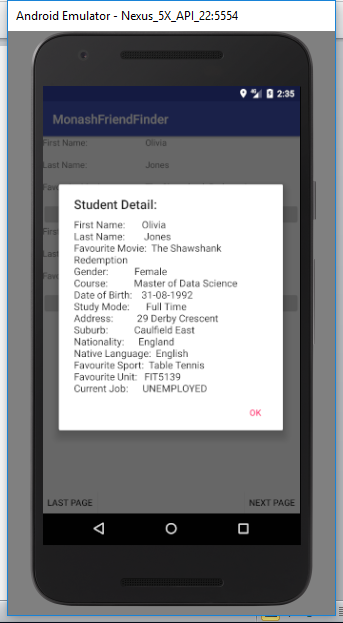 Android Emulator - Nexus_5X_API_22:5554
2:35
MonashFriendFinder
First Name: Olivia
Last Name: Jones
Student Detail:
First Name: Olivia
Last Name: Jones
Favourite Movie: The Shawshank
Redemption
Gender: Female
Course: Master of Data Science
Date of Birth: 31-08-1992
Study Mode: Full Time
Address: 29 Derby Crescent
Suburb: Caulfield East
Nationality: England
Native Language: English
Favourite Sport: Table Tennis
Favourite Unit: FIT5139
Current Job: UNEMPLOYED
OK
LAST PAGE NEXT PAGE